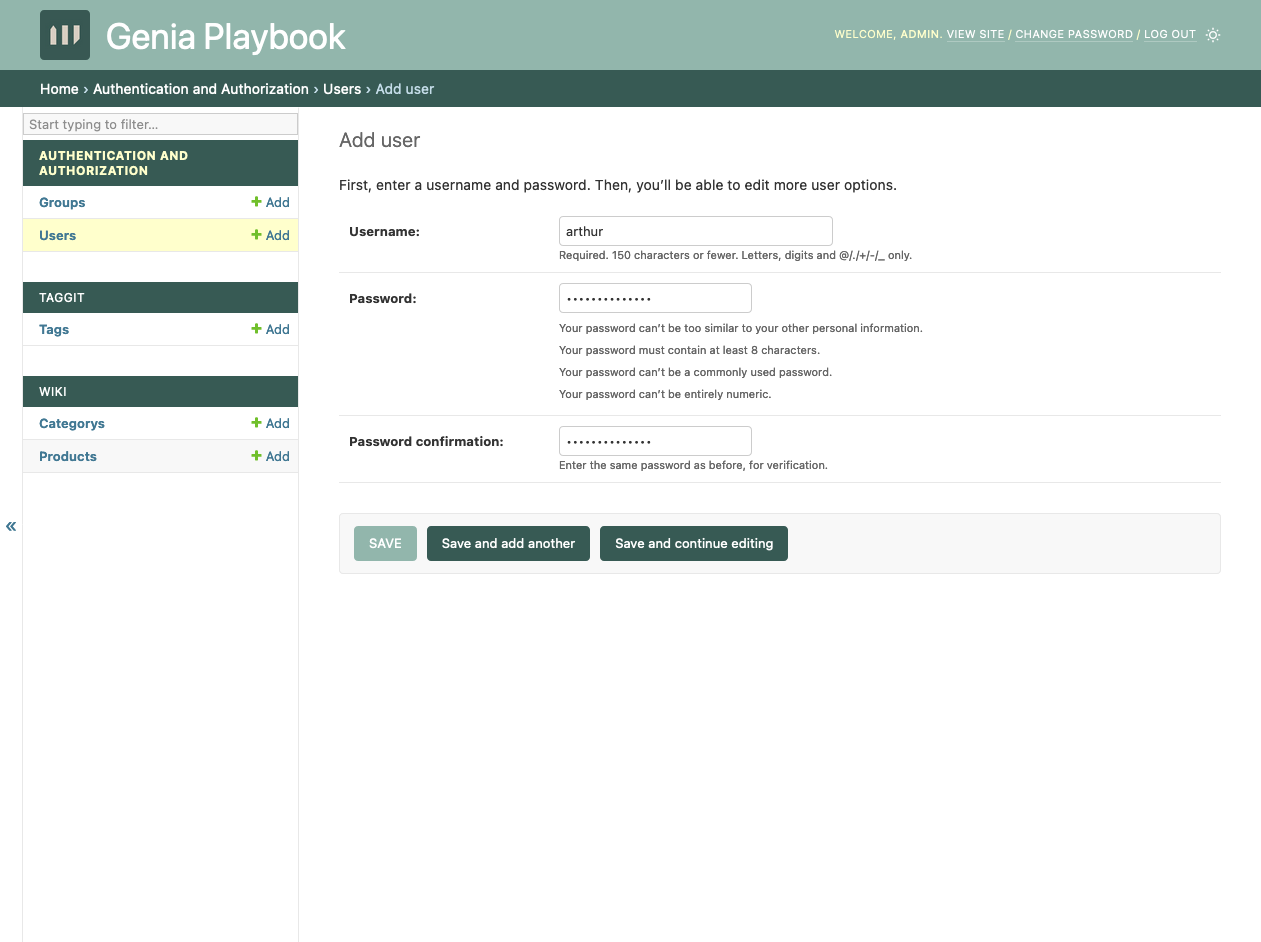 Genia Playbook
WELCOME, ADMIN. VIEW SITE / CHANGE PASSWORD / LOG OUT
Home › Authentication and Authorization › Users › Add user
Start typing to filter...
AUTHENTICATION AND
AUTHORIZATION
Groups + Add
Users + Add
TAGGIT
Tags + Add
WIKI
Categorys + Add
Products + Add
«
Add user
First, enter a username and password. Then, you’ll be able to edit more user options.
Username: arthur
Required. 150 characters or fewer. Letters, digits and @/./+/-/_ only.
Password: ••••••••••••••
Your password can’t be too similar to your other personal information.
Your password must contain at least 8 characters.
Your password can’t be a commonly used password.
Your password can’t be entirely numeric.
Password confirmation: ••••••••••••••
Enter the same password as before, for verification.
SAVE Save and add another Save and continue editing